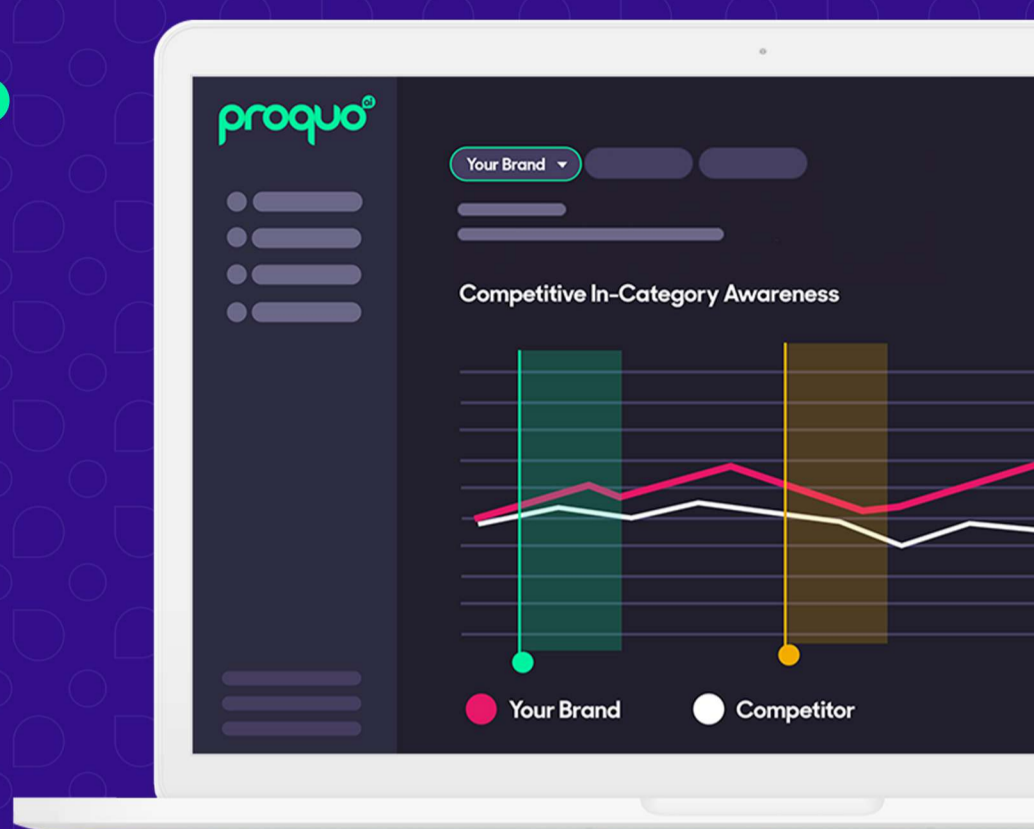 proquo ai
Your Brand
Competitive In-Category Awareness
Your Brand
Competitor